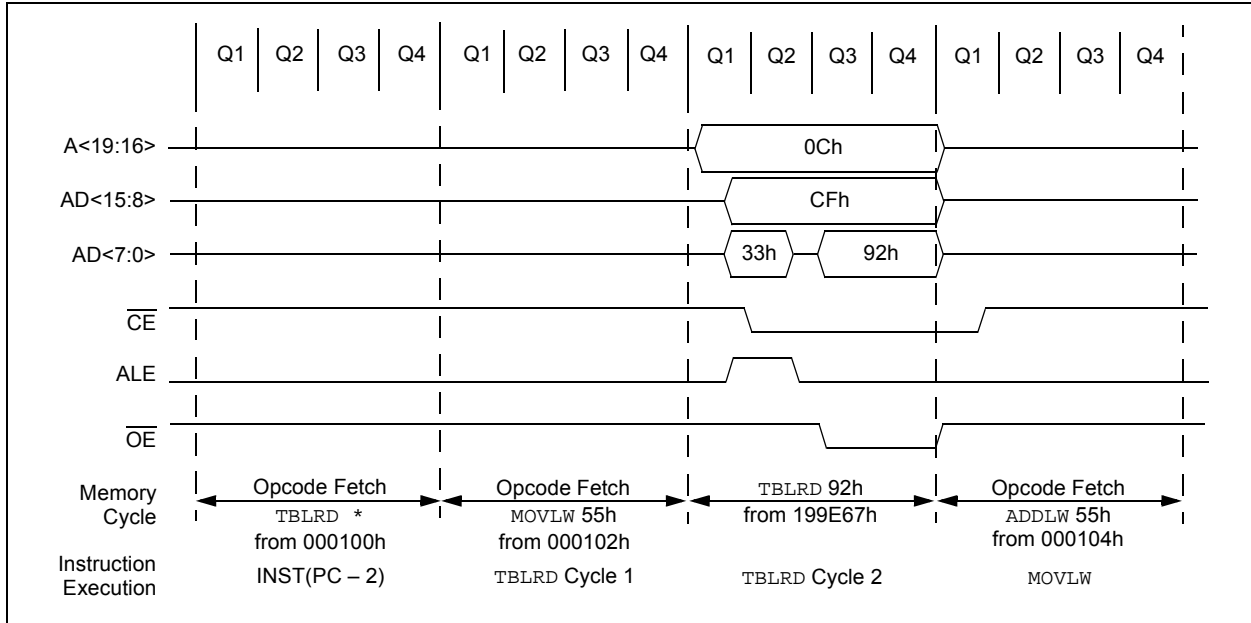 Q1 Q2 Q3 Q4 Q1 Q2 Q3 Q4 Q1 Q2 Q3 Q4 Q1 Q2 Q3 Q4
A<19:16> 0Ch
AD<15:8> CFh
AD<7:0> 33h 92h
CE
ALE
OE
Memory Cycle
Opcode Fetch
TBLRD *
from 000100h
Opcode Fetch
MOVLW 55h
from 000102h
TBLRD 92h
from 199E67h
Opcode Fetch
ADDLW 55h
from 000104h
Instruction Execution
INST(PC – 2)
TBLRD Cycle 1
TBLRD Cycle 2
MOVLW